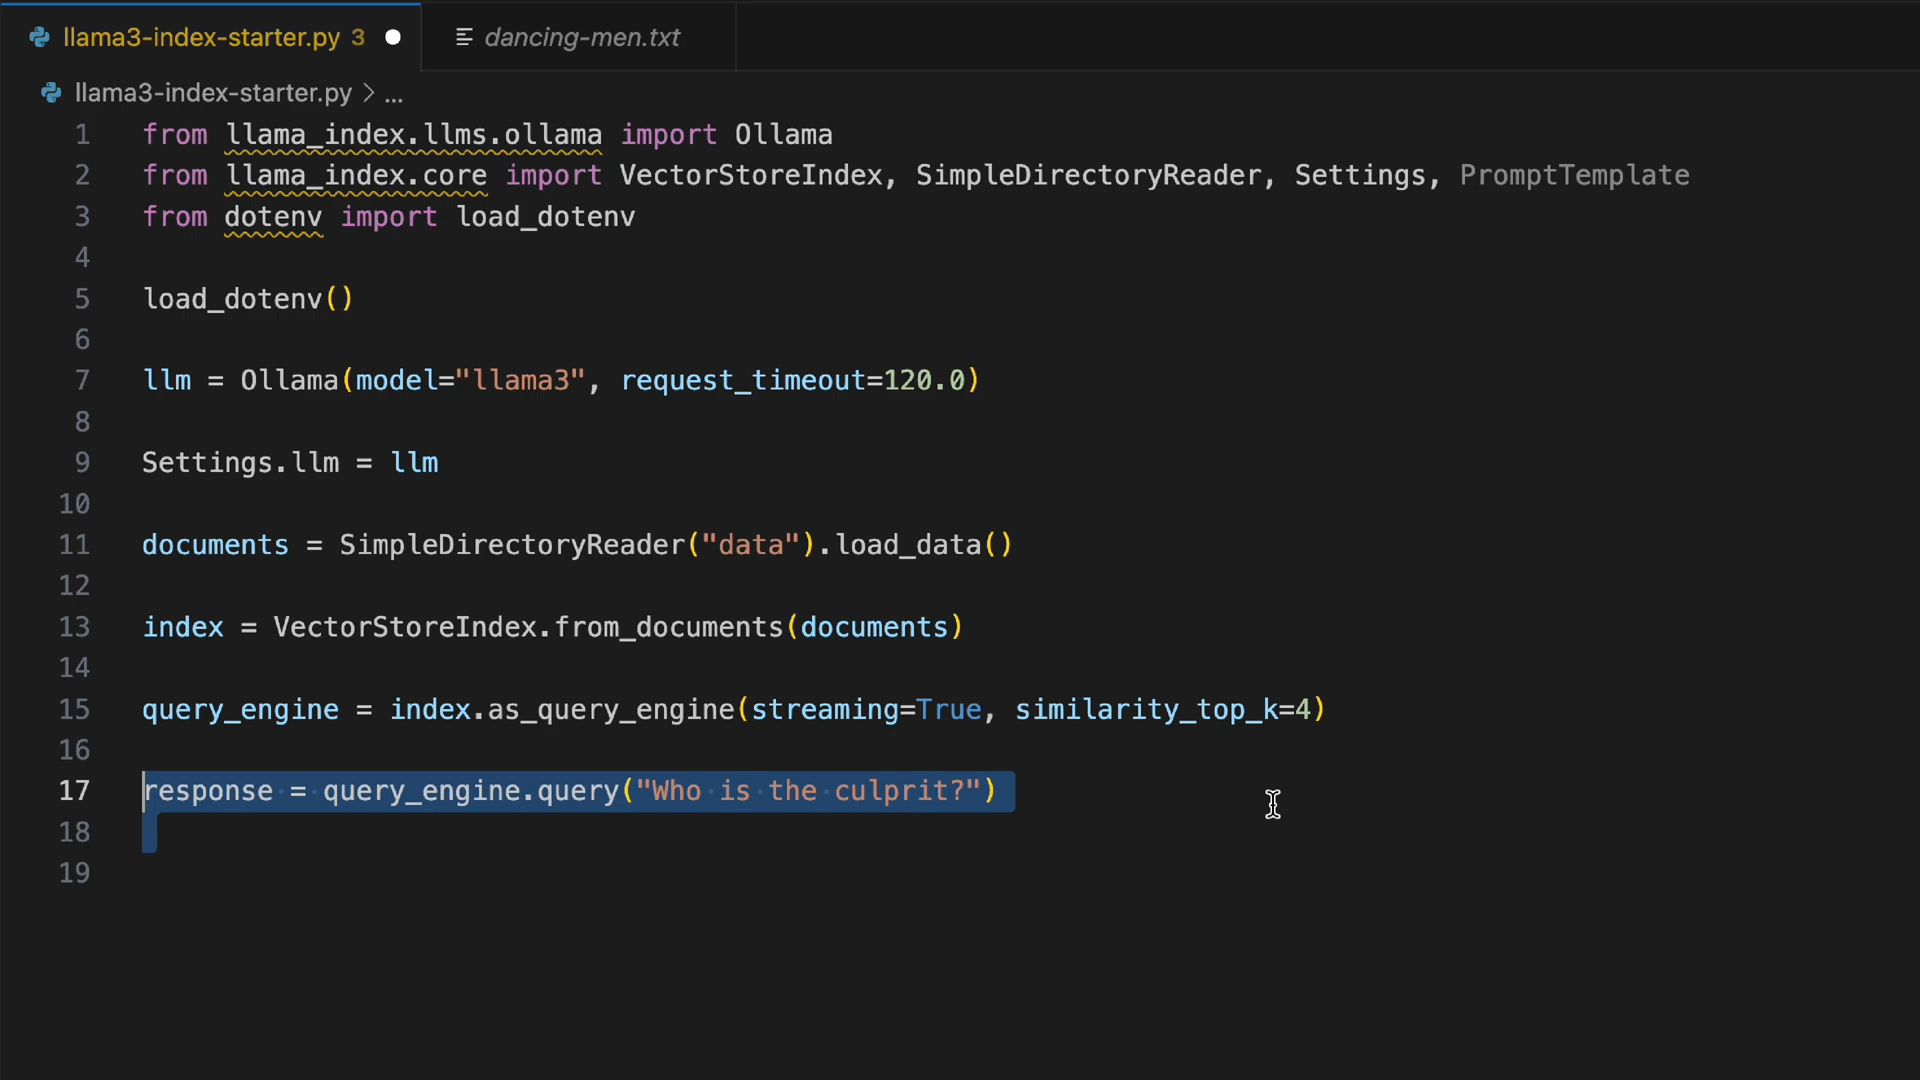 llama3-index-starter.py 3 dancing-men.txt
llama3-index-starter.py > ...
1 from llama_index.llms.ollama import Ollama
2 from llama_index.core import VectorStoreIndex, SimpleDirectoryReader, Settings, PromptTemplate
3 from dotenv import load_dotenv
4
5 load_dotenv()
6
7 llm = Ollama(model="llama3", request_timeout=120.0)
8
9 Settings.llm = llm
10
11 documents = SimpleDirectoryReader("data").load_data()
12
13 index = VectorStoreIndex.from_documents(documents)
14
15 query_engine = index.as_query_engine(streaming=True, similarity_top_k=4)
16
17 response = query_engine.query("Who is the culprit?")
18
19